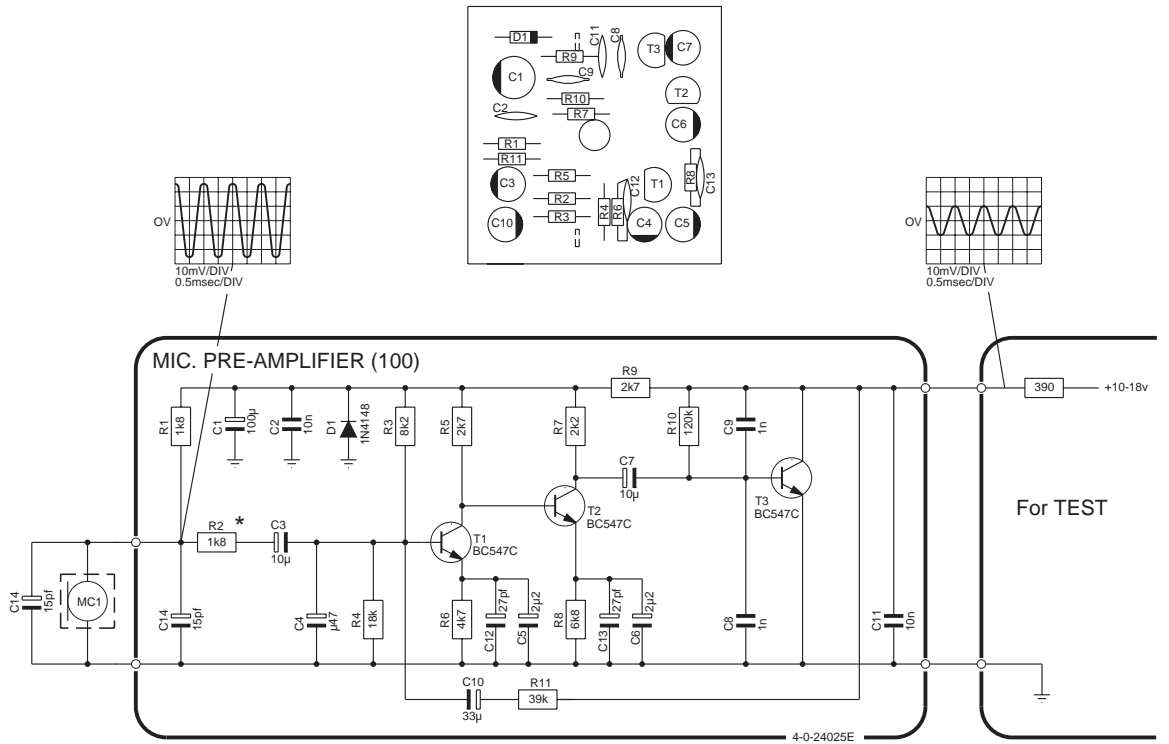 D1
R9
C11
C8
T3
C7
C1
C9
T2
C2
R10
R7
C6
R1
R11
C3
R5
C12
T1
R8
C13
R2
R4
R6
C10
R3
C4
C5
OV
10mV/DIV
0.5msec/DIV
OV
10mV/DIV
0.5msec/DIV
MIC. PRE-AMPLIFIER (100)
R9
2k7
390
+10-18v
R1
1k8
C1
100µ
C2
10n
D1
1N4148
R3
8k2
R5
2k7
R7
2k2
R10
120k
C9
1n
C7
10µ
T3
BC547C
T2
BC547C
For TEST
R2
1k8
*
C3
10µ
T1
BC547C
C14
15pf
MC1
C14
15pf
C4
µ47
R4
18k
R6
4k7
C12
27pf
C5
2µ2
R8
6k8
C13
27pf
C6
2µ2
C8
1n
C11
10n
C10
33µ
R11
39k
4-0-24025E